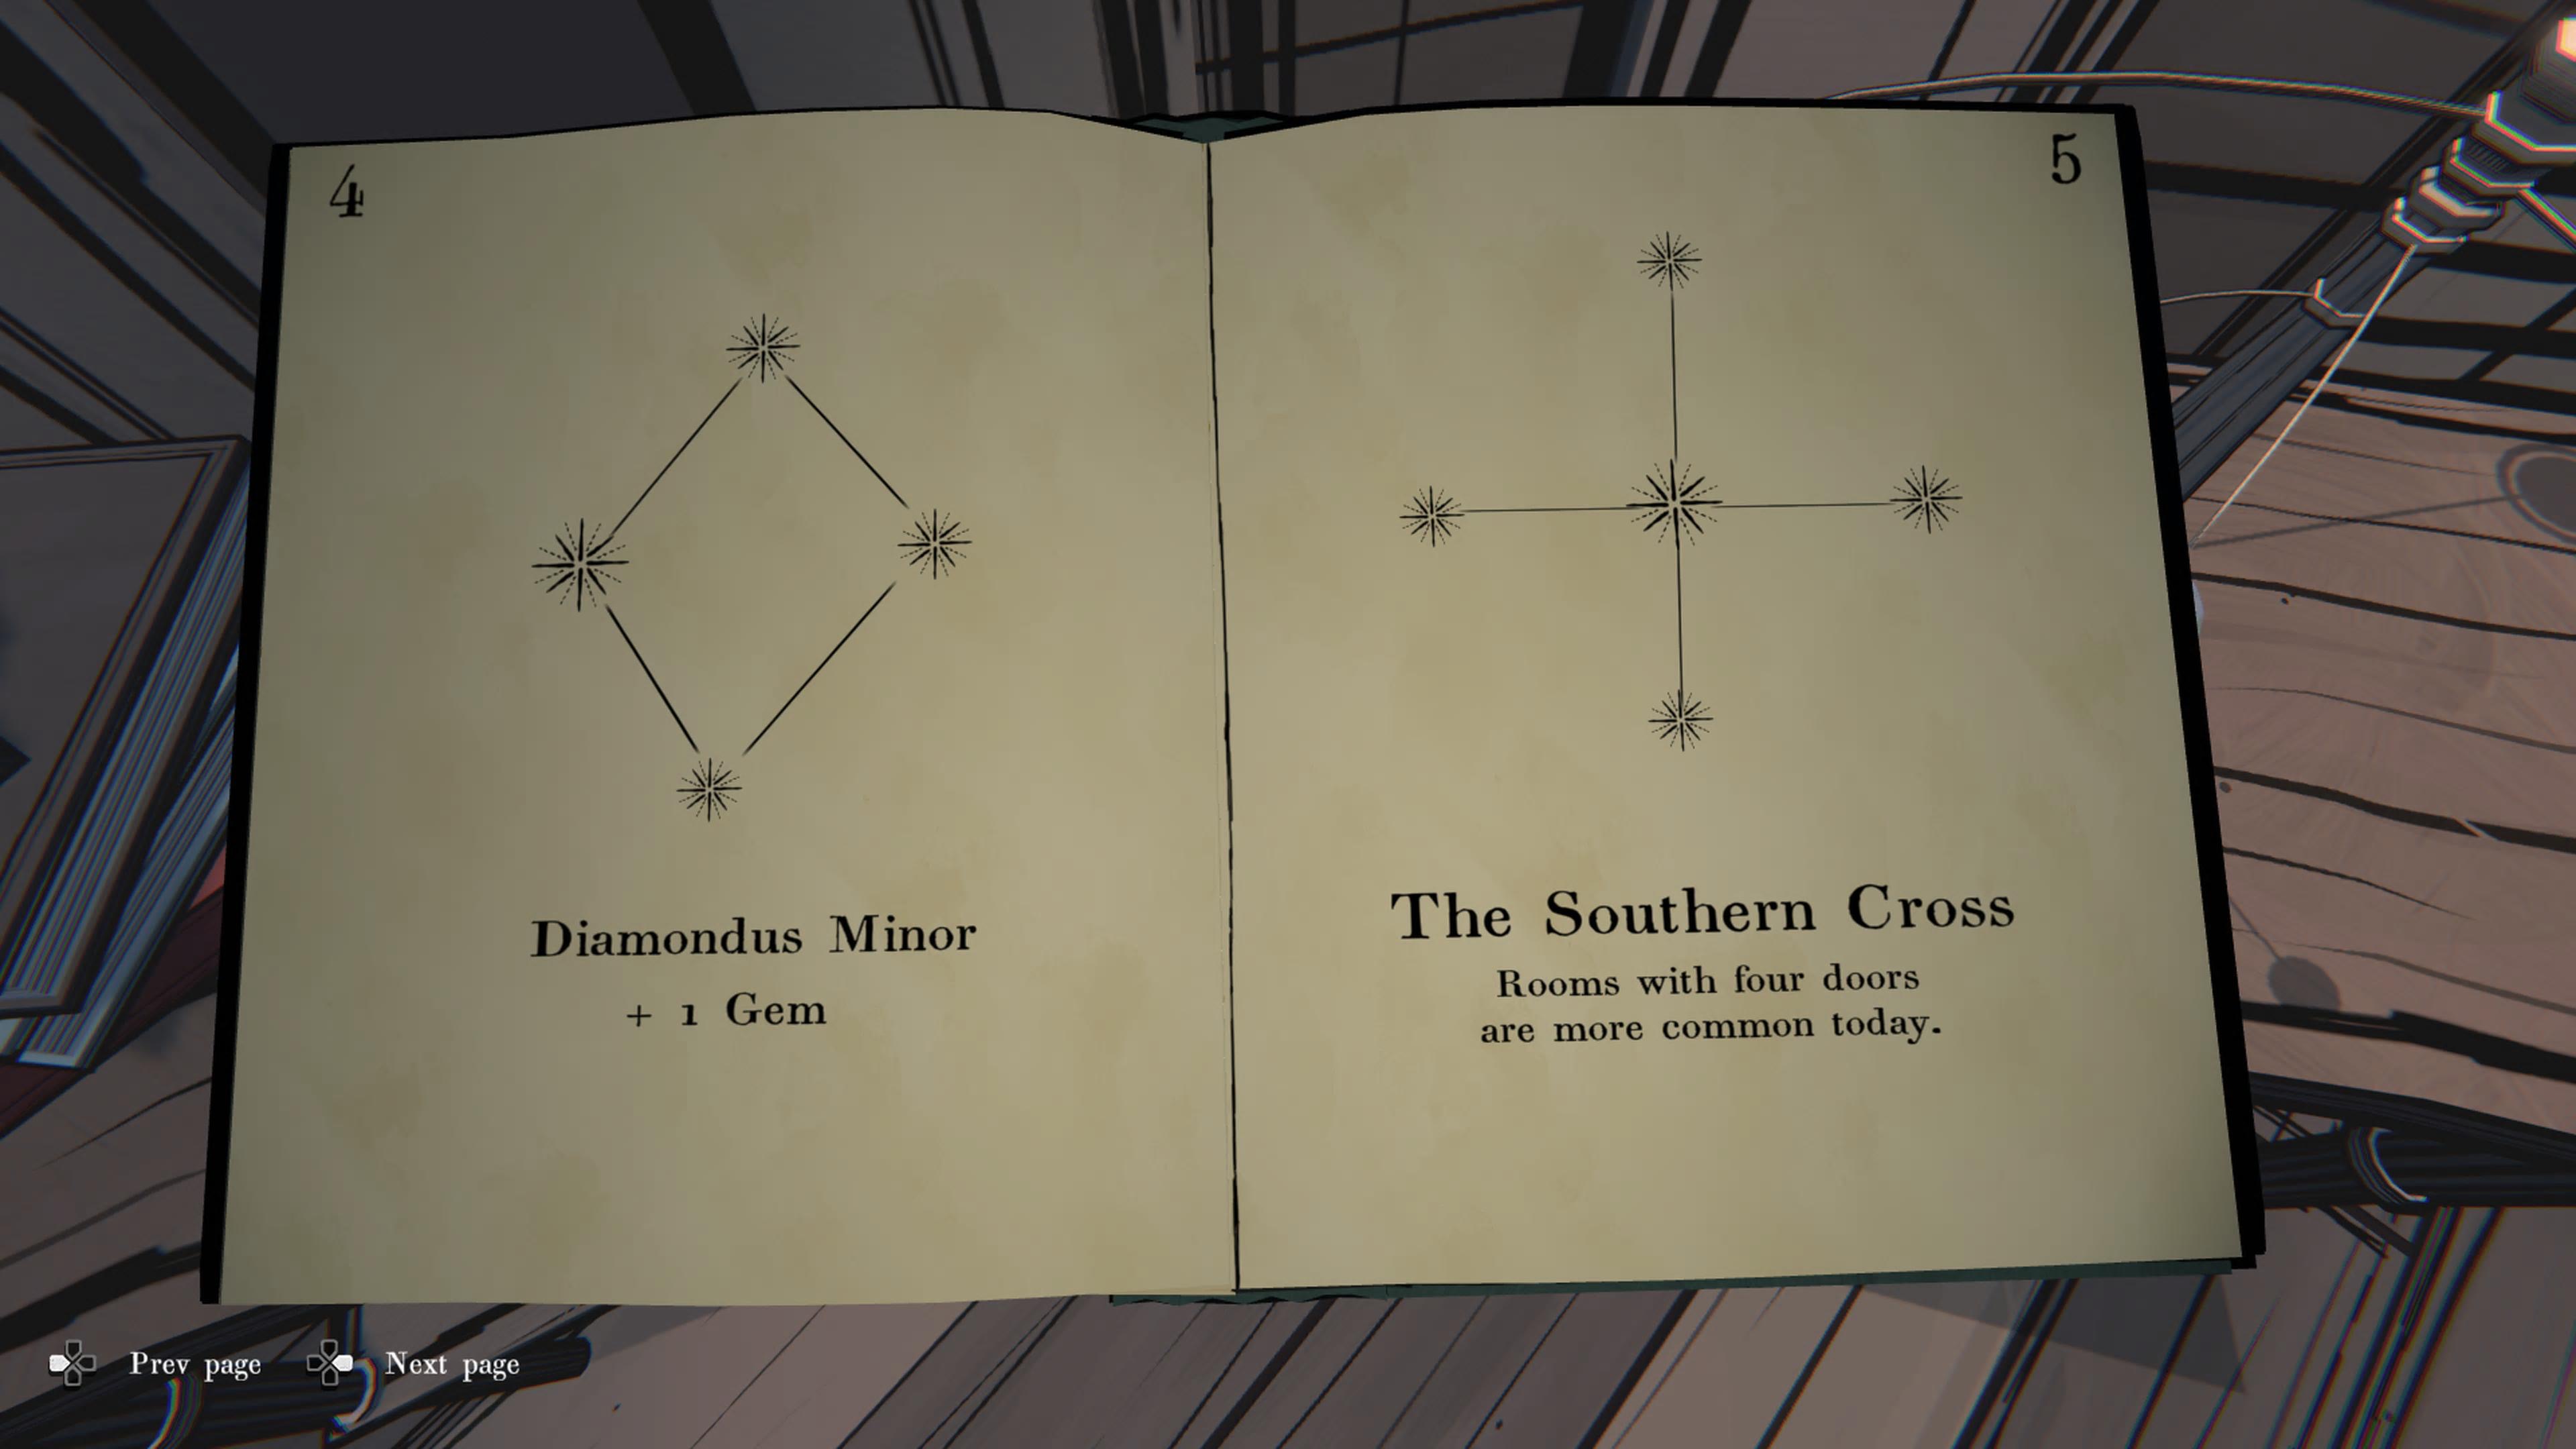 4
Diamondus Minor
+ 1 Gem
5
The Southern Cross
Rooms with four doors
are more common today.
Prev page
Next page